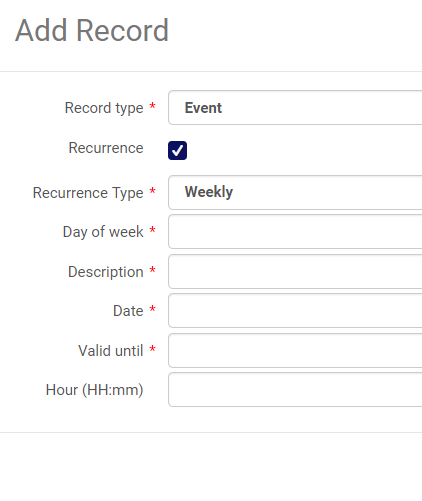 Add Record
Record type * Event
Recurrence
Recurrence Type * Weekly
Day of week *
Description *
Date *
Valid until *
Hour (HH:mm)